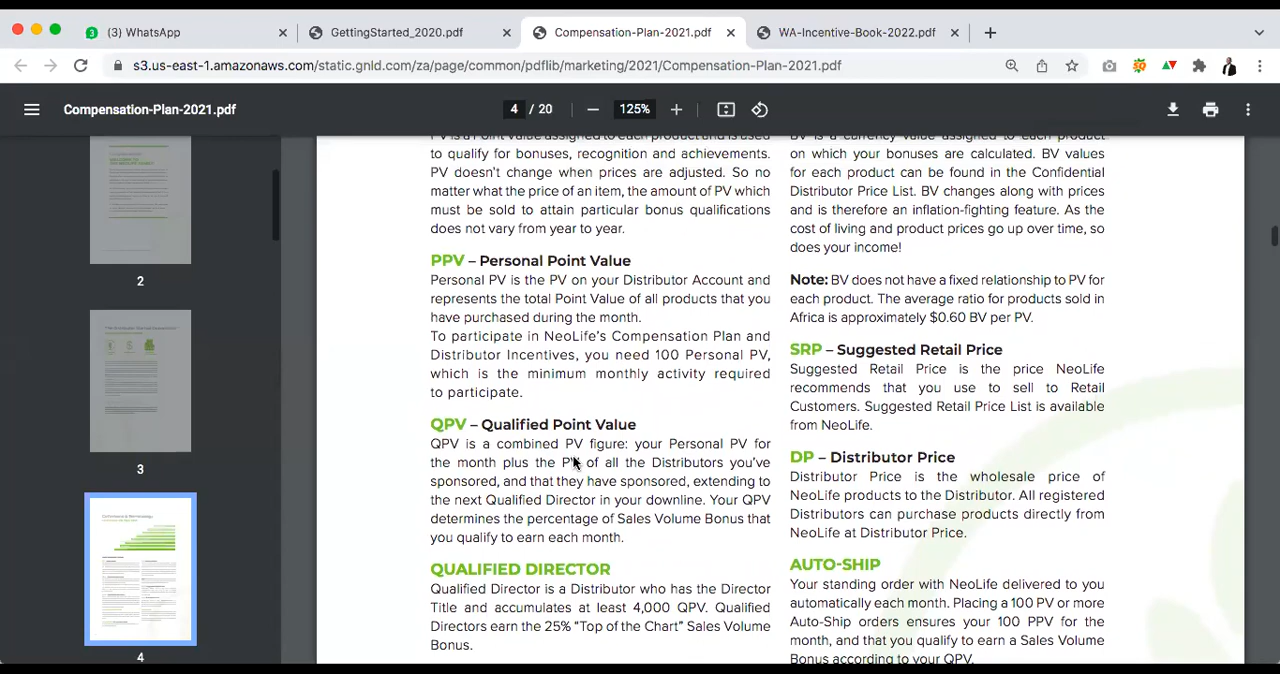 (3) WhatsApp
GettingStarted_2020.pdf
Compensation-Plan-2021.pdf
WA-Incentive-Book-2022.pdf
s3.us-east-1.amazonaws.com/static.gnld.com/za/page/common/pdflib/marketing/2021/Compensation-Plan-2021.pdf
Compensation-Plan-2021.pdf
4 / 20
125%
2
3
4
PV is a Point Value assigned to each product and is used
to qualify for bonuses, recognition and achievements.
PV doesn't change when prices are adjusted. So no
matter what the price of an item, the amount of PV which
must be sold to attain particular bonus qualifications
does not vary from year to year.
PPV – Personal Point Value
Personal PV is the PV on your Distributor Account and
represents the total Point Value of all products that you
have purchased during the month.
To participate in NeoLife's Compensation Plan and
Distributor Incentives, you need 100 Personal PV,
which is the minimum monthly activity required
to participate.
QPV – Qualified Point Value
QPV is a combined PV figure: your Personal PV for
the month plus the PV of all the Distributors you've
sponsored, and that they have sponsored, extending to
the next Qualified Director in your downline. Your QPV
determines the percentage of Sales Volume Bonus that
you qualify to earn each month.
QUALIFIED DIRECTOR
Qualified Director is a Distributor who has the Director
Title and accumulates at least 4,000 QPV. Qualified
Directors earn the 25% “Top of the Chart” Sales Volume
Bonus.
BV is a currency value assigned to each product
on which your bonuses are calculated. BV values
for each product can be found in the Confidential
Distributor Price List. BV changes along with prices
and is therefore an inflation-fighting feature. As the
cost of living and product prices go up over time, so
does your income!
Note: BV does not have a fixed relationship to PV for
each product. The average ratio for products sold in
Africa is approximately $0.60 BV per PV.
SRP – Suggested Retail Price
Suggested Retail Price is the price NeoLife
recommends that you use to sell to Retail
Customers. Suggested Retail Price List is available
from NeoLife.
DP – Distributor Price
Distributor Price is the wholesale price of
NeoLife products to the Distributor. All registered
Distributors can purchase products directly from
NeoLife at Distributor Price.
AUTO-SHIP
Your standing order with NeoLife delivered to you
automatically each month. Placing a 100 PV or more
Auto-Ship orders ensures your 100 PPV for the
month, and that you qualify to earn a Sales Volume
Bonus according to your QPV.